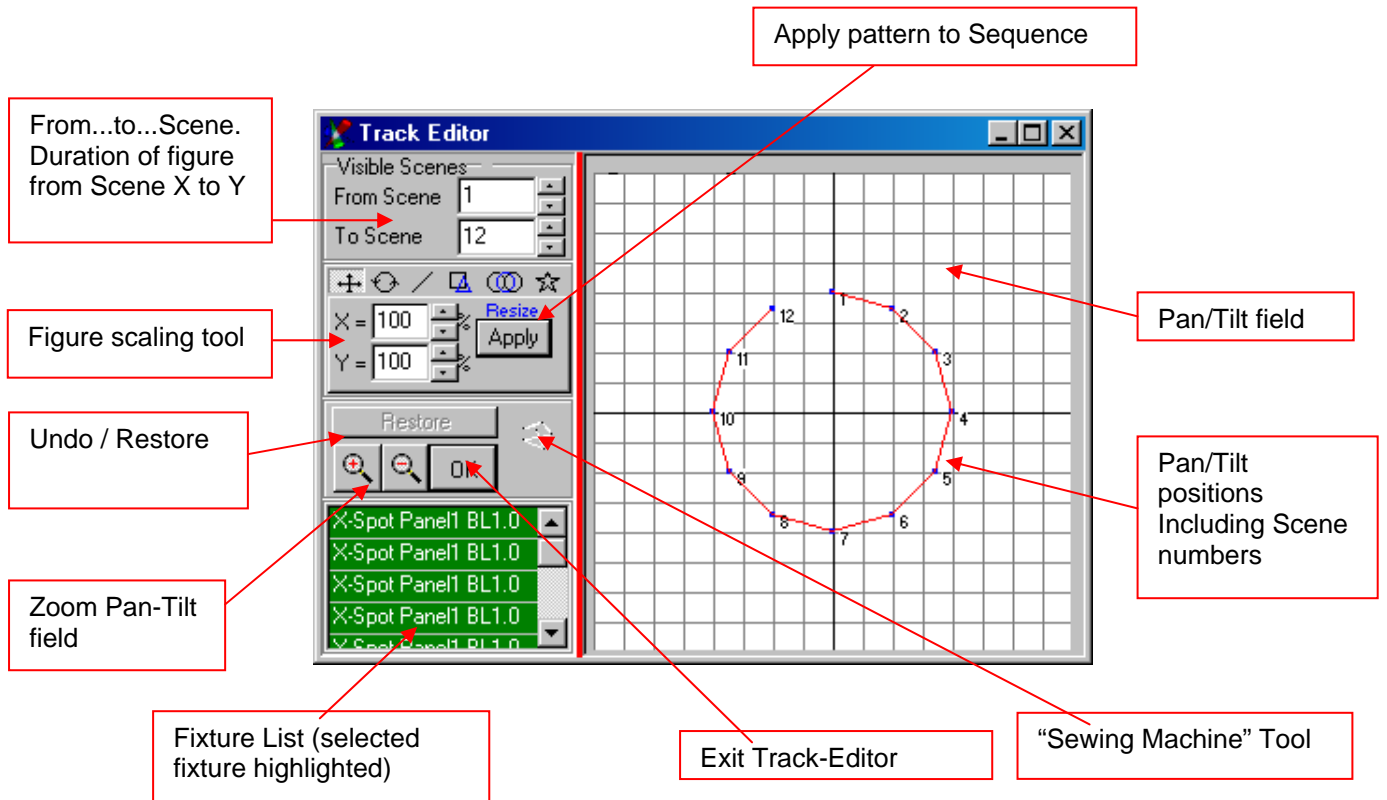 Apply pattern to Sequence
From...to...Scene.
Duration of figure
from Scene X to Y
Figure scaling tool
Undo / Restore
Zoom Pan-Tilt
field
Fixture List (selected
fixture highlighted)
Exit Track-Editor
“Sewing Machine” Tool
Pan/Tilt field
Pan/Tilt
positions
Including Scene
numbers
Track Editor
Visible Scenes
From Scene 1
To Scene 12
X = 100 %
Resize
Apply
Y = 100 %
Restore
OK
X-Spot Panel1 BL1.0
X-Spot Panel1 BL1.0
X-Spot Panel1 BL1.0
X-Spot Panel1 BL1.0
X-Spot Panel1 BL1.0
1
2
3
4
5
6
7
8
9
10
11
12